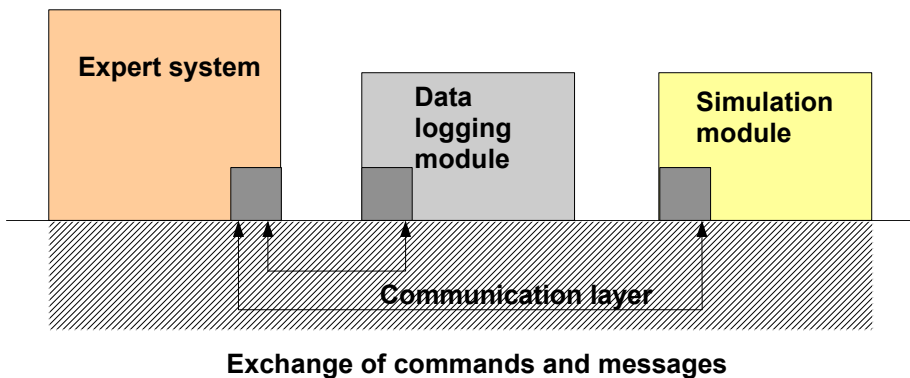 Expert system
Data
logging
module
Simulation
module
Communication layer
Exchange of commands and messages